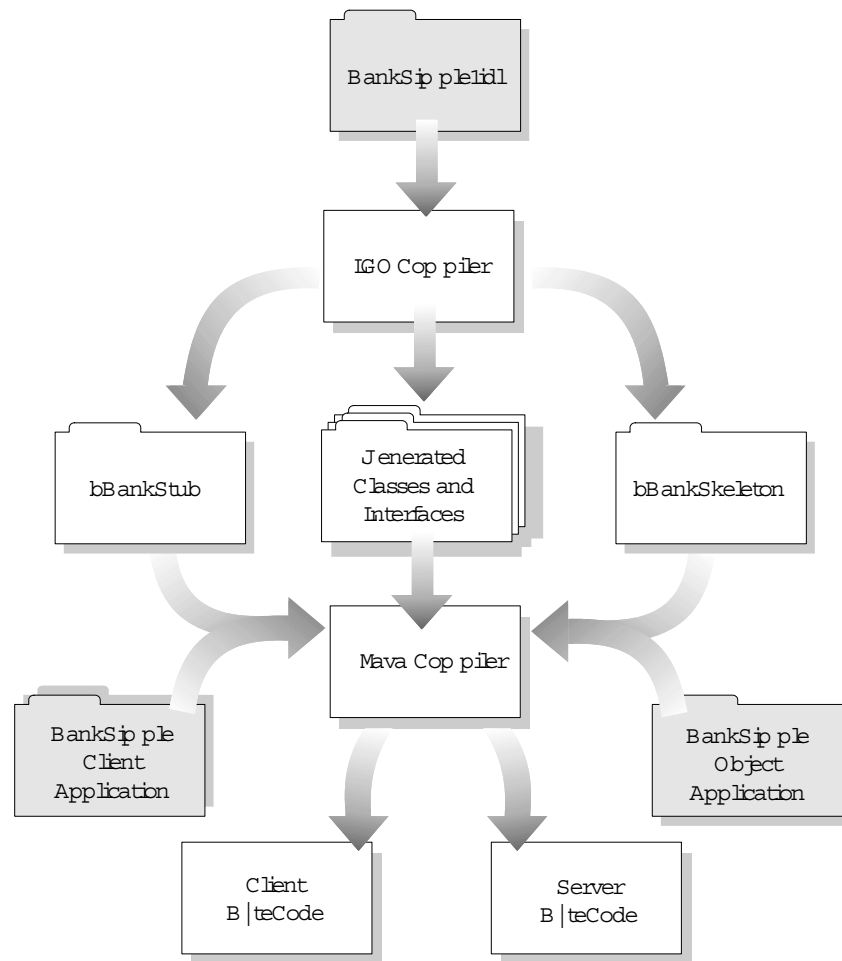 BankSip ple1idl
IGO Cop piler
bBankStub
Jenerated
Classes and
Interfaces
bBankSkeleton
Mava Cop piler
BankSip ple
Client
Application
BankSip ple
Object
Application
Client
B|teCode
Server
B|teCode